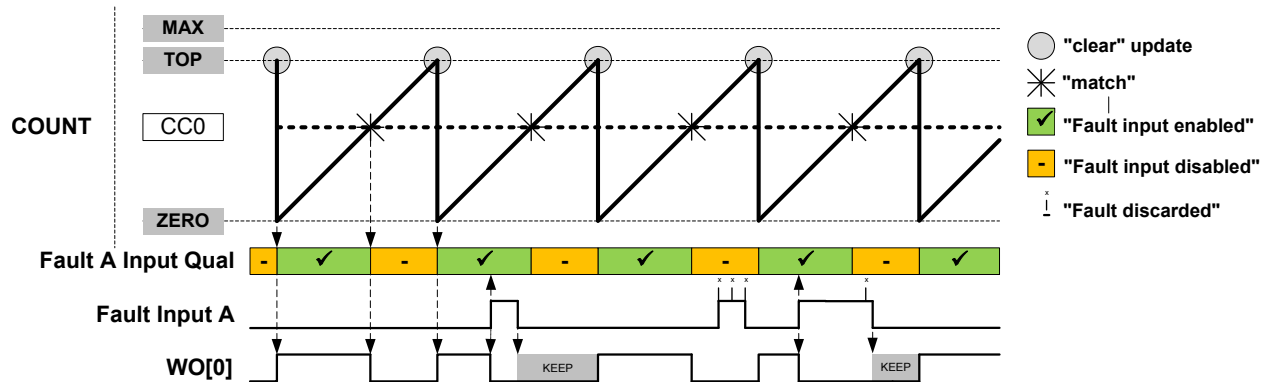 MAX
TOP
COUNT
CC0
ZERO
"clear" update
"match"
"Fault input enabled"
"Fault input disabled"
x
"Fault discarded"
Fault A Input Qual
- ✓ - ✓ - ✓ - ✓ - ✓
x x x x
Fault Input A
WO[0]
KEEP KEEP